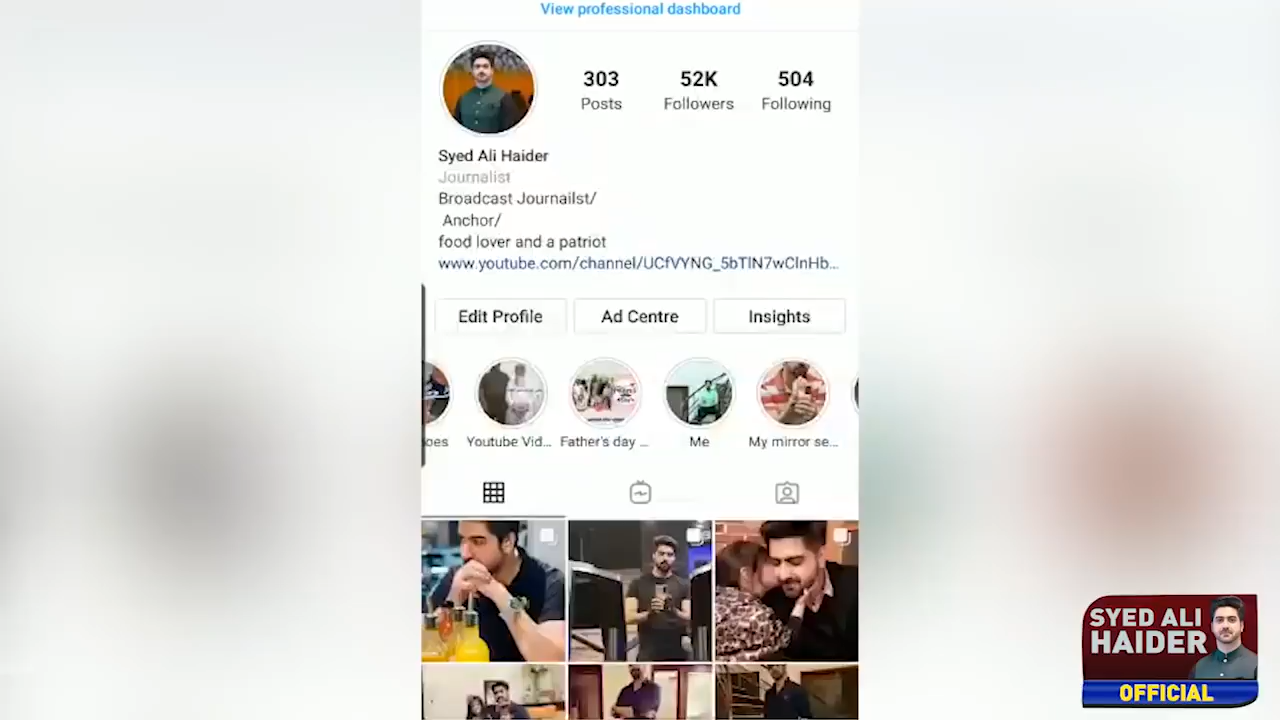 View professional dashboard
303 52K 504
Posts Followers Following
Syed Ali Haider
Journalist
Broadcast Journailst/
Anchor/
food lover and a patriot
www.youtube.com/channel/UCfVYNG_5bTlN7wClnHb...
Edit Profile Ad Centre Insights
oes Youtube Vid... Father's day ... Me My mirror se...
SYED ALI
HAIDER
OFFICIAL